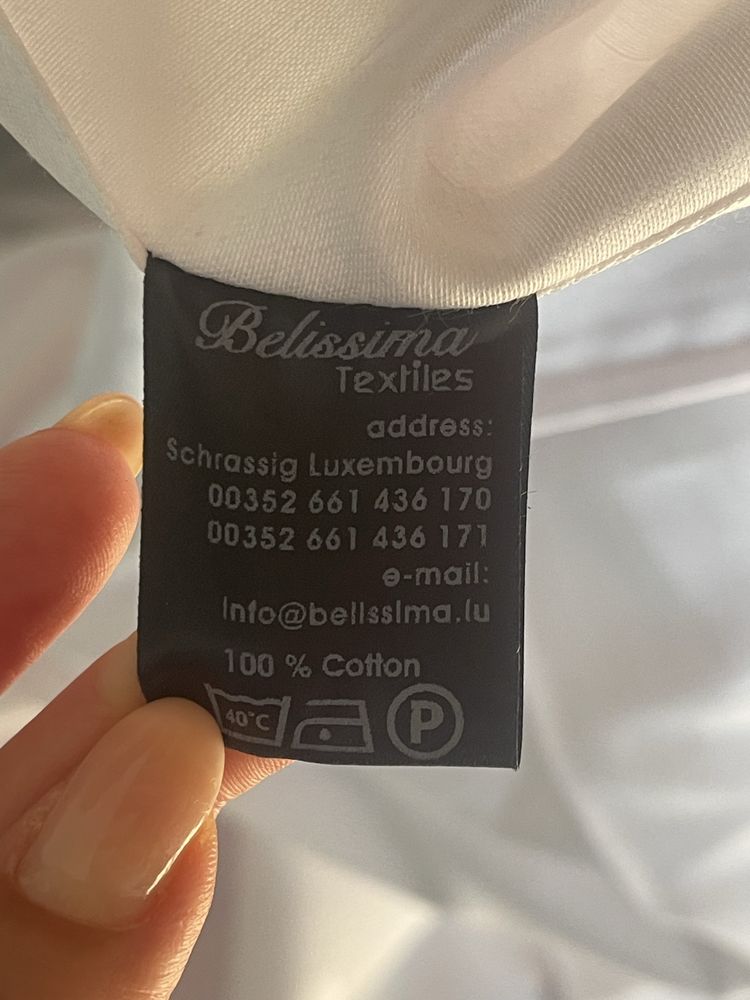 Belissima
Textiles
address:
Schrassig Luxembourg
00352 661 436 170
00352 661 436 171
e-mail:
info@belissima.lu
100 % Cotton
40°C
P